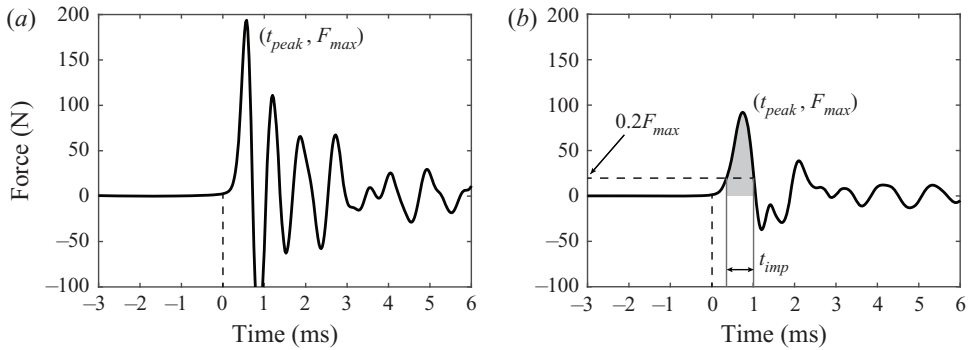 (a)
200
150
100
50
0
–50
–100
Force (N)
(t_peak, F_max)
–3 –2 –1 0 1 2 3 4 5 6
Time (ms)
(b)
200
150
100
50
0
–50
–100
0.2F_max
(t_peak, F_max)
t_imp
–3 –2 –1 0 1 2 3 4 5 6
Time (ms)